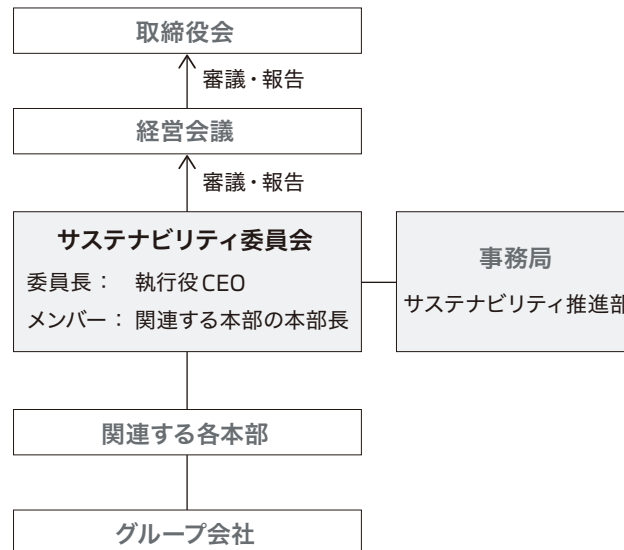 取締役会
審議・報告
経営会議
審議・報告
サステナビリティ委員会
委員長： 執行役CEO
メンバー： 関連する本部の本部長
事務局
サステナビリティ推進部
関連する各本部
グループ会社